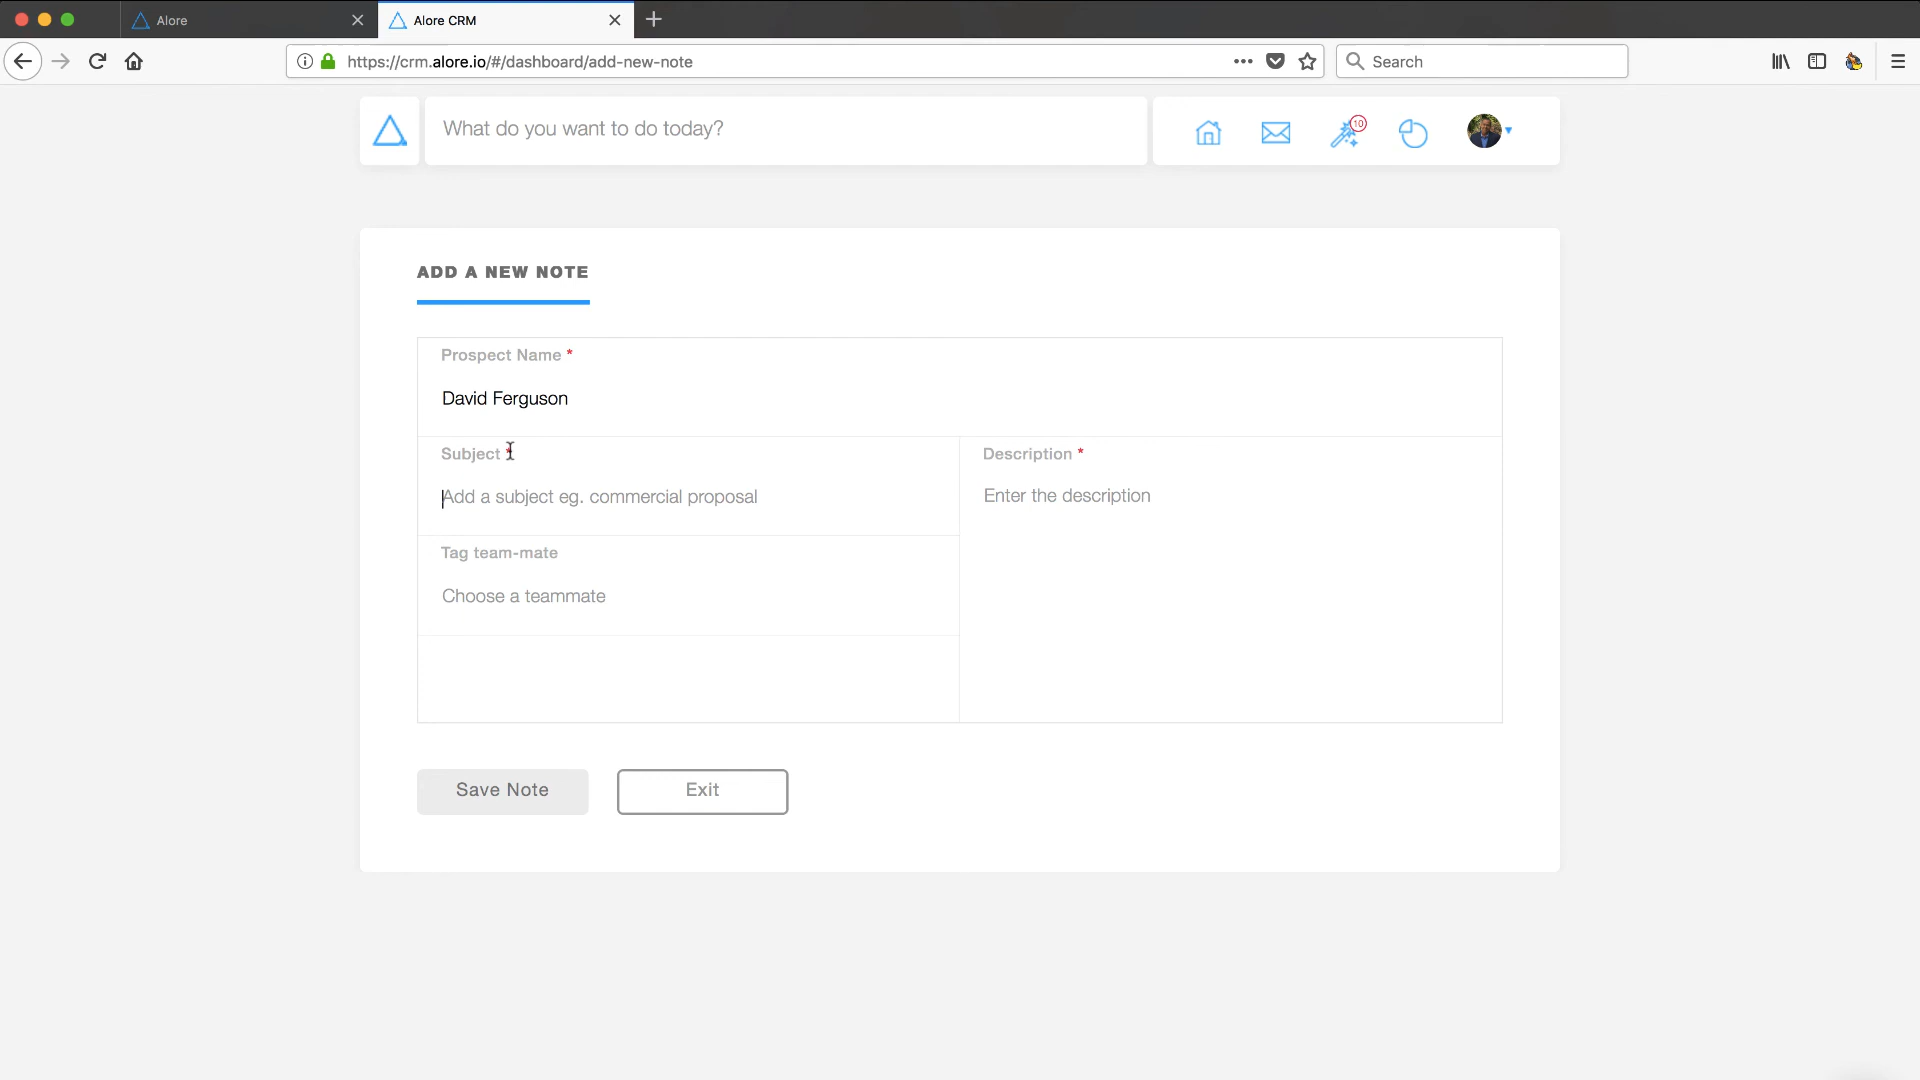 Alore
Alore CRM
https://crm.alore.io/#/dashboard/add-new-note
Search
What do you want to do today?
10
ADD A NEW NOTE
Prospect Name *
David Ferguson
Subject *
Add a subject eg. commercial proposal
Description *
Enter the description
Tag team-mate
Choose a teammate
Save Note
Exit